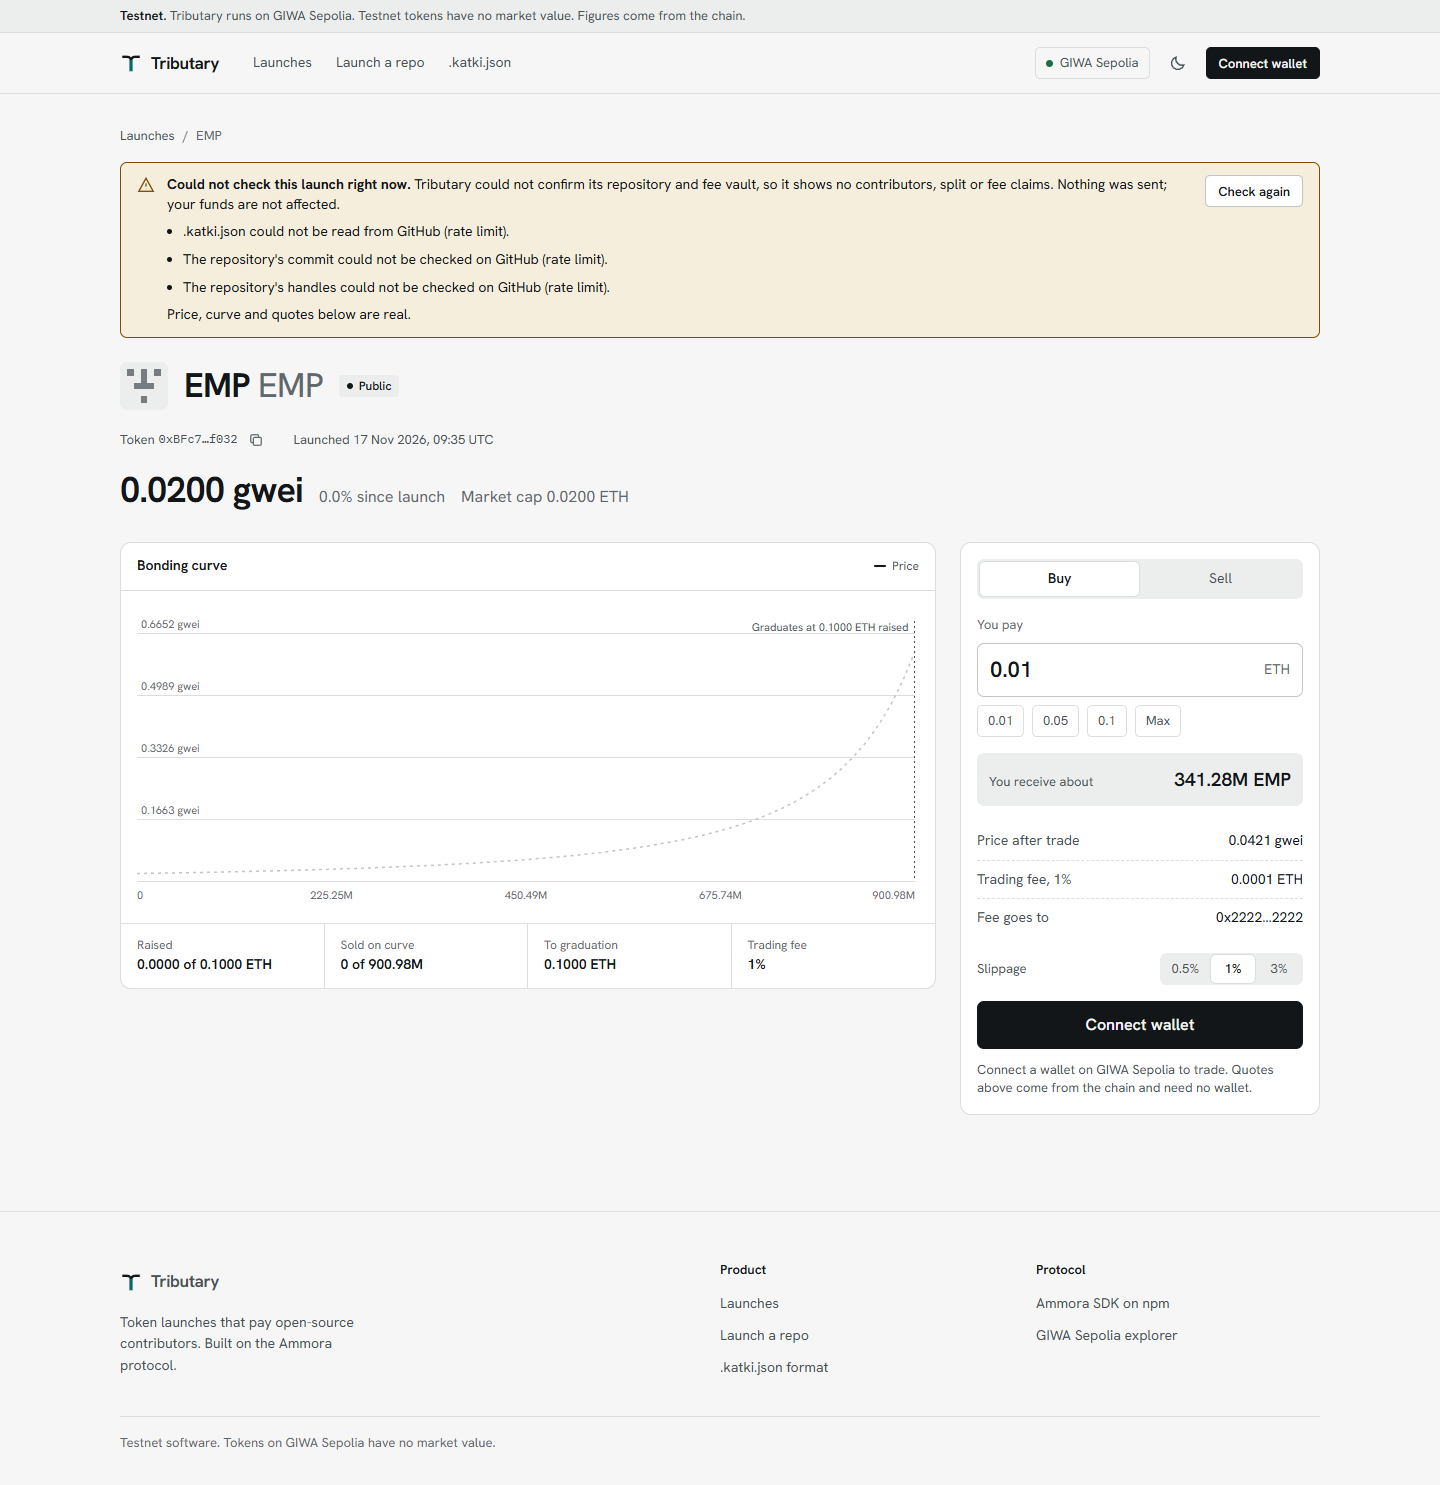 Testnet. Tributary runs on GIWA Sepolia. Testnet tokens have no market value. Figures come from the chain.
Tributary
Launches
Launch a repo
.katki.json
GIWA Sepolia
Connect wallet
Launches / EMP
Could not check this launch right now. Tributary could not confirm its repository and fee vault, so it shows no contributors, split or fee claims. Nothing was sent;
your funds are not affected.
Check again
• .katki.json could not be read from GitHub (rate limit).
• The repository's commit could not be checked on GitHub (rate limit).
• The repository's handles could not be checked on GitHub (rate limit).
Price, curve and quotes below are real.
EMP EMP
Public
Token 0xBFc7…f032
Launched 17 Nov 2026, 09:35 UTC
0.0200 gwei
0.0% since launch
Market cap 0.0200 ETH
Bonding curve
Price
0.6652 gwei
Graduates at 0.1000 ETH raised
0.4989 gwei
0.3326 gwei
0.1663 gwei
0
225.25M
450.49M
675.74M
900.98M
Raised
0.0000 of 0.1000 ETH
Sold on curve
0 of 900.98M
To graduation
0.1000 ETH
Trading fee
1%
Buy
Sell
You pay
0.01
ETH
0.01
0.05
0.1
Max
You receive about
341.28M EMP
Price after trade
0.0421 gwei
Trading fee, 1%
0.0001 ETH
Fee goes to
0x2222…2222
Slippage
0.5%
1%
3%
Connect wallet
Connect a wallet on GIWA Sepolia to trade. Quotes
above come from the chain and need no wallet.
Tributary
Token launches that pay open-source
contributors. Built on the Ammora
protocol.
Product
Launches
Launch a repo
.katki.json format
Protocol
Ammora SDK on npm
GIWA Sepolia explorer
Testnet software. Tokens on GIWA Sepolia have no market value.